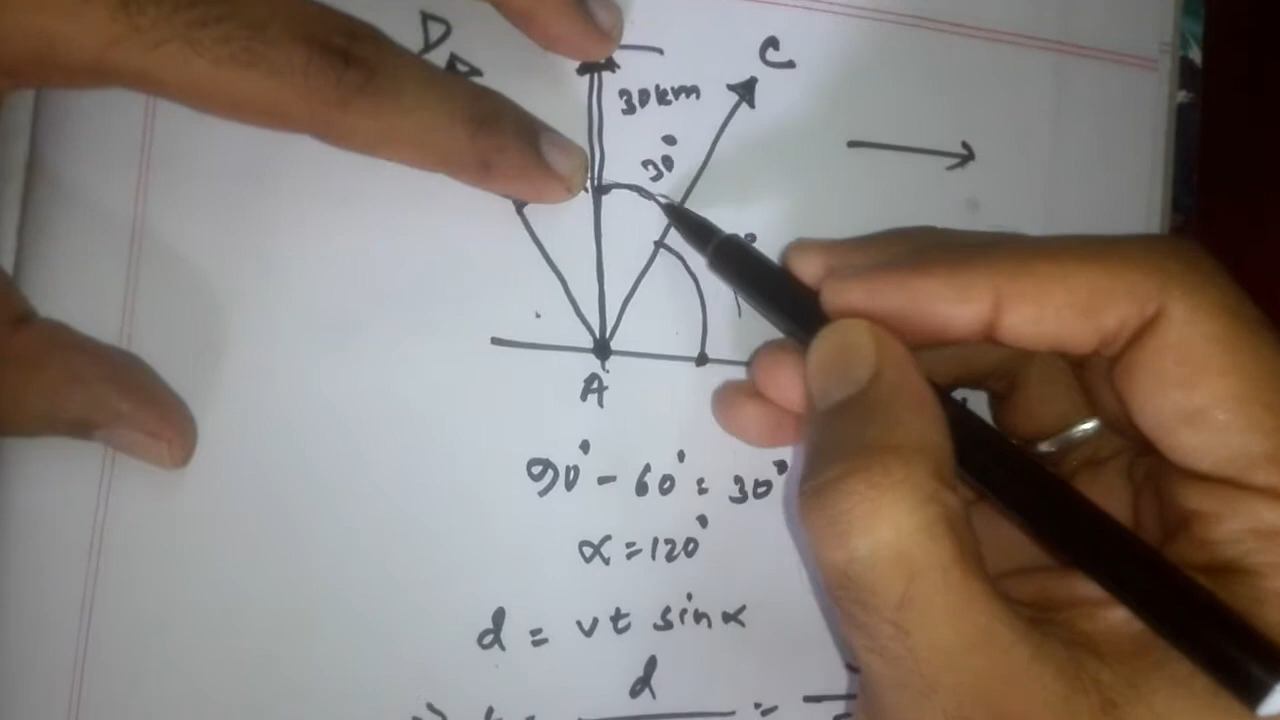 D
C
30km
30°
A
90° - 60° = 30°
α = 120°
d = vt sin α
d